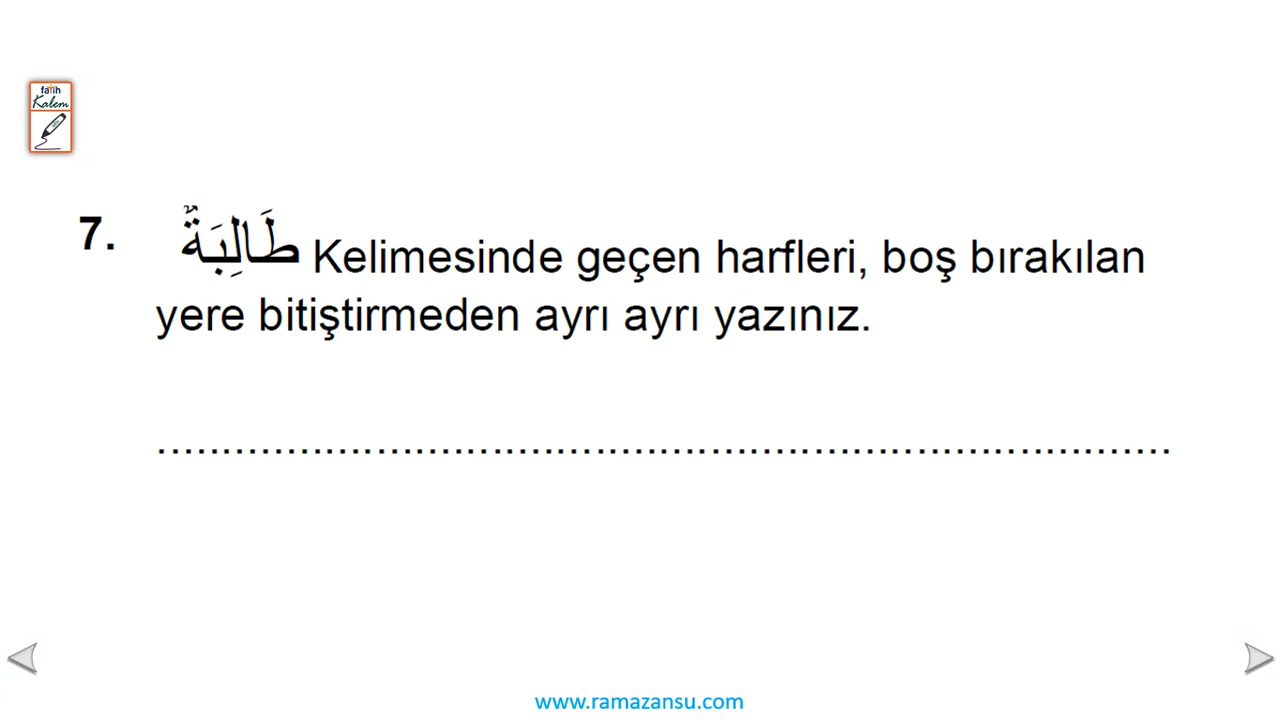 fatih
Kalem
7. طَالِبَةٌ Kelimesinde geçen harfleri, boş bırakılan
yere bitiştirmeden ayrı ayrı yazınız.
................................................................................
www.ramazansu.com